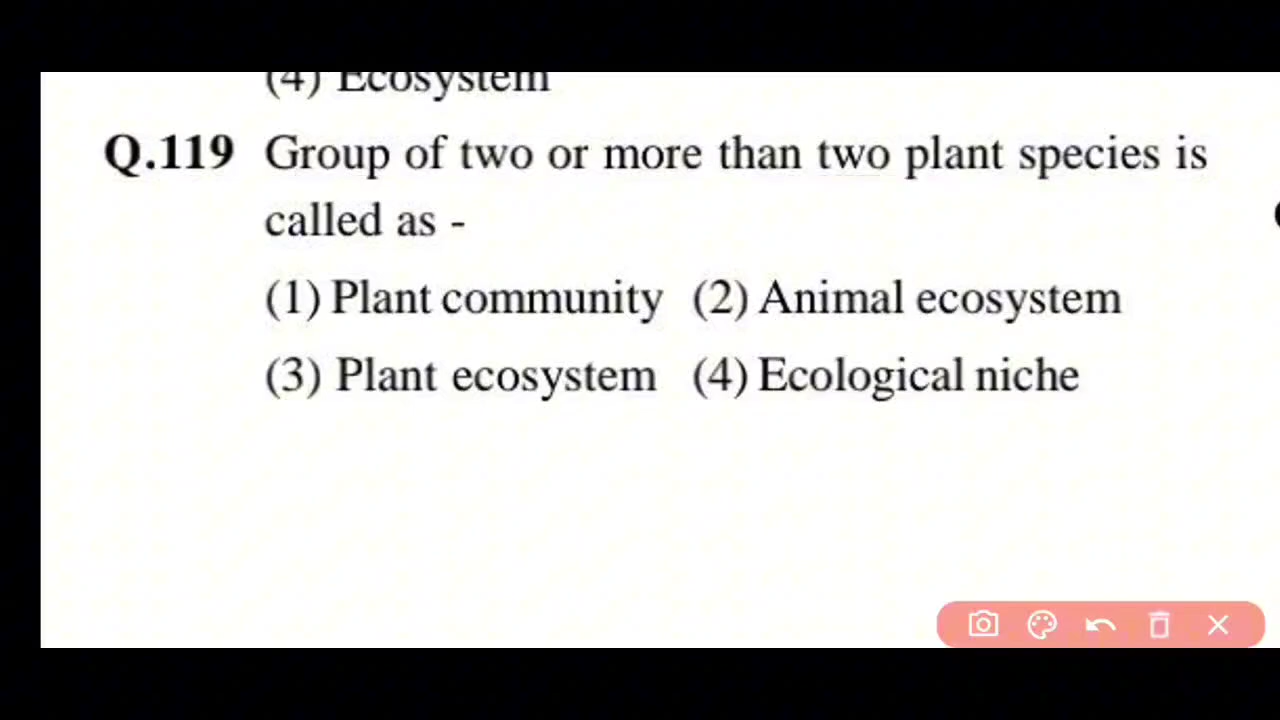 (4) Ecosystem
Q.119 Group of two or more than two plant species is
called as -
(1) Plant community (2) Animal ecosystem
(3) Plant ecosystem (4) Ecological niche